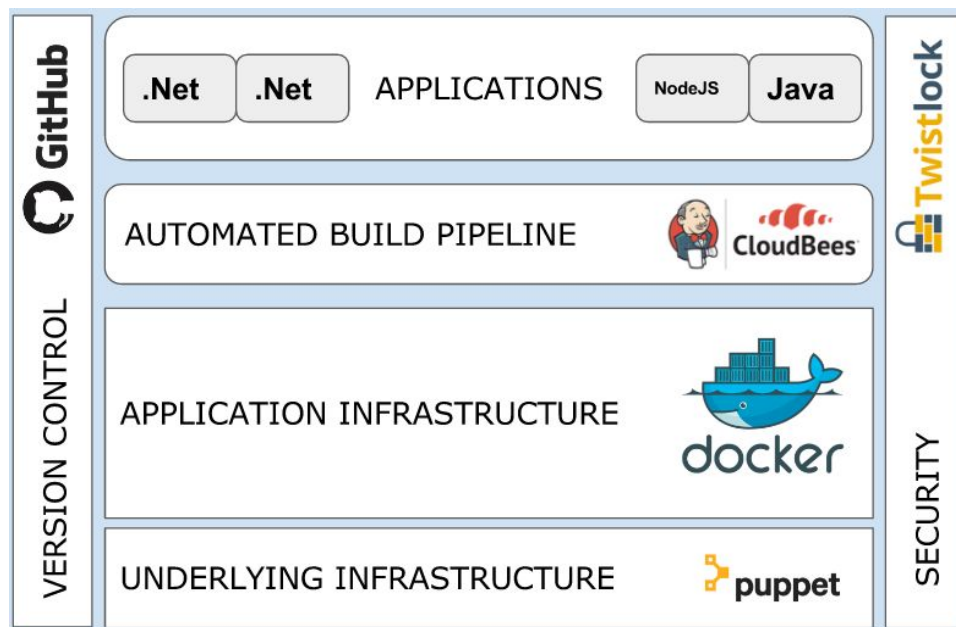 GitHub
VERSION CONTROL
.Net .Net APPLICATIONS NodeJS Java
AUTOMATED BUILD PIPELINE CloudBees
APPLICATION INFRASTRUCTURE docker
UNDERLYING INFRASTRUCTURE puppet
Twistlock
SECURITY